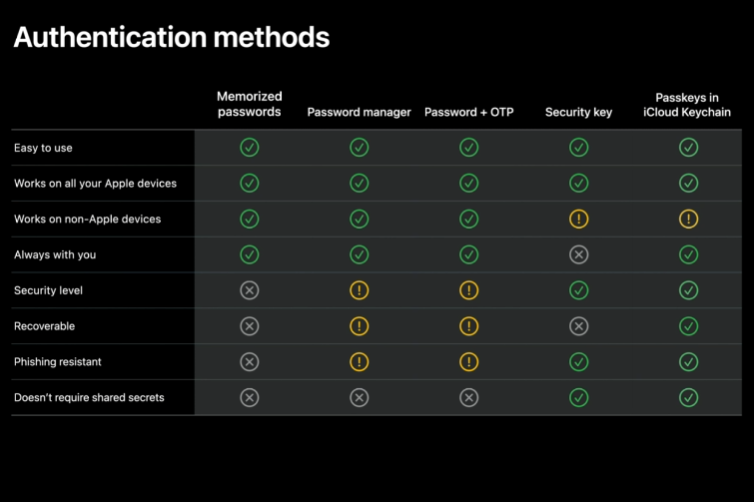 Authentication methods
Memorized
passwords
Password manager
Password + OTP
Security key
Passkeys in
iCloud Keychain
Easy to use
Works on all your Apple devices
Works on non-Apple devices
Always with you
Security level
Recoverable
Phishing resistant
Doesn’t require shared secrets